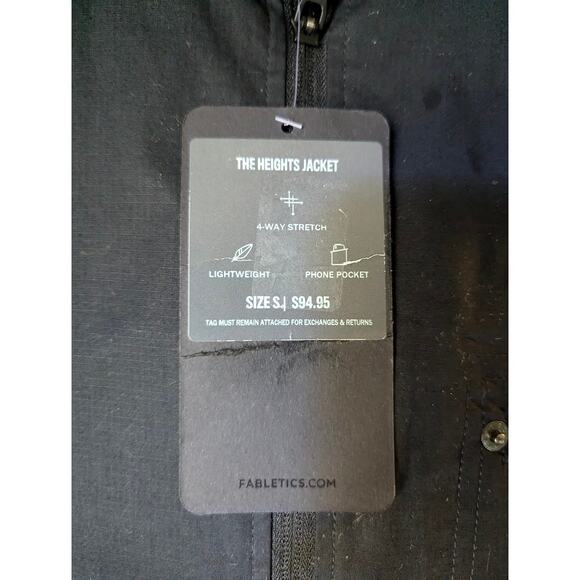 THE HEIGHTS JACKET
4-WAY STRETCH
LIGHTWEIGHT PHONE POCKET
SIZE S | $94.95
TAG MUST REMAIN ATTACHED FOR EXCHANGES & RETURNS
FABLETICS.COM